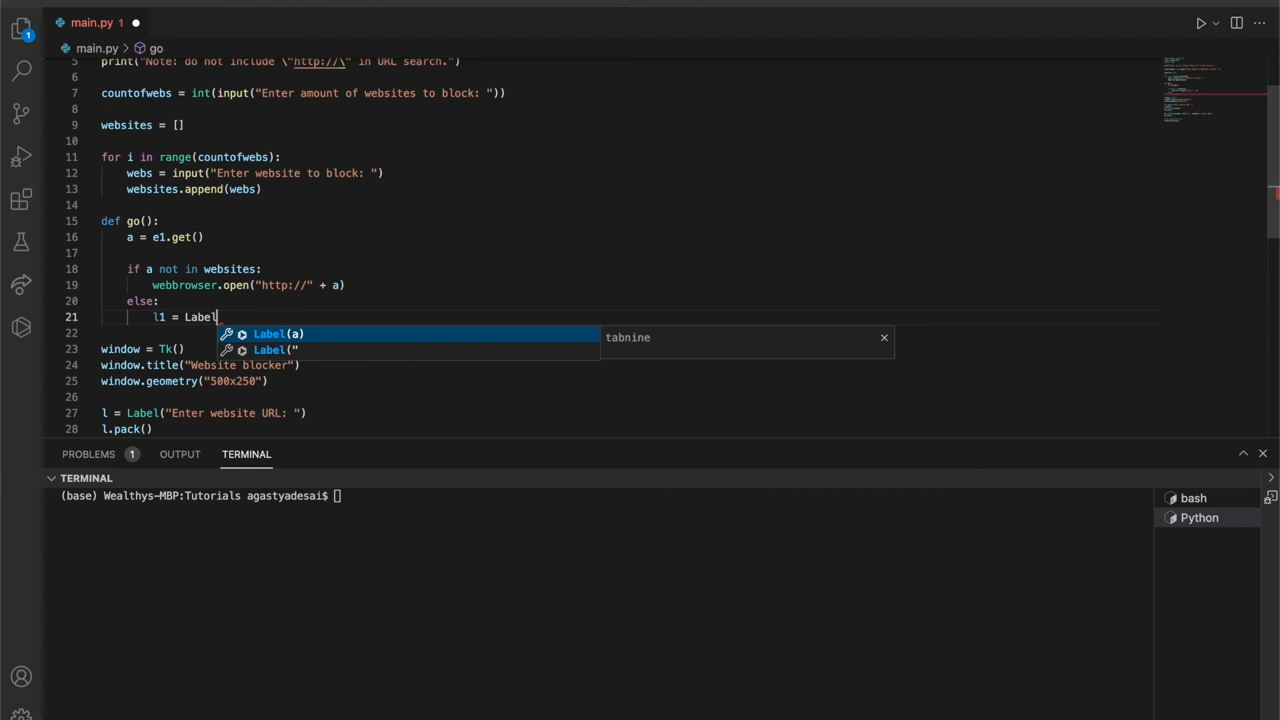 main.py 1
main.py > go
5 print("Note: do not include \"http://\" in URL search.")
6
7 countofwebs = int(input("Enter amount of websites to block: "))
8
9 websites = []
10
11 for i in range(countofwebs):
12 webs = input("Enter website to block: ")
13 websites.append(webs)
14
15 def go():
16 a = e1.get()
17
18 if a not in websites:
19 webbrowser.open("http://" + a)
20 else:
21 l1 = Label
Label(a) tabnine
Label("
22
23 window = Tk()
24 window.title("Website blocker")
25 window.geometry("500x250")
26
27 l = Label("Enter website URL: ")
28 l.pack()
PROBLEMS 1 OUTPUT TERMINAL
TERMINAL
(base) Wealthys-MBP:Tutorials agastyadesai$
bash
Python
1